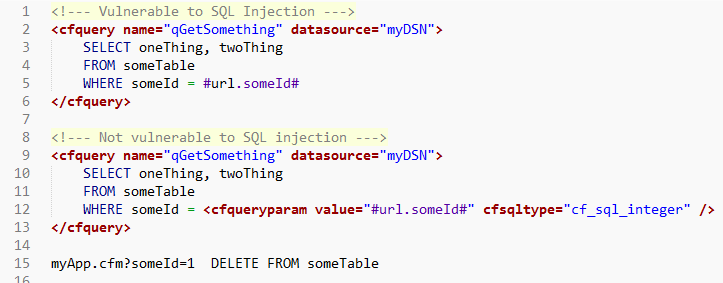 1 <!--- Vulnerable to SQL Injection --->
2 <cfquery name="qGetSomething" datasource="myDSN">
3 SELECT oneThing, twoThing
4 FROM someTable
5 WHERE someId = #url.someId#
6 </cfquery>
7
8 <!--- Not vulnerable to SQL injection --->
9 <cfquery name="qGetSomething" datasource="myDSN">
10 SELECT oneThing, twoThing
11 FROM someTable
12 WHERE someId = <cfqueryparam value="#url.someId#" cfsqltype="cf_sql_integer" />
13 </cfquery>
14
15 myApp.cfm?someId=1  DELETE FROM someTable
16